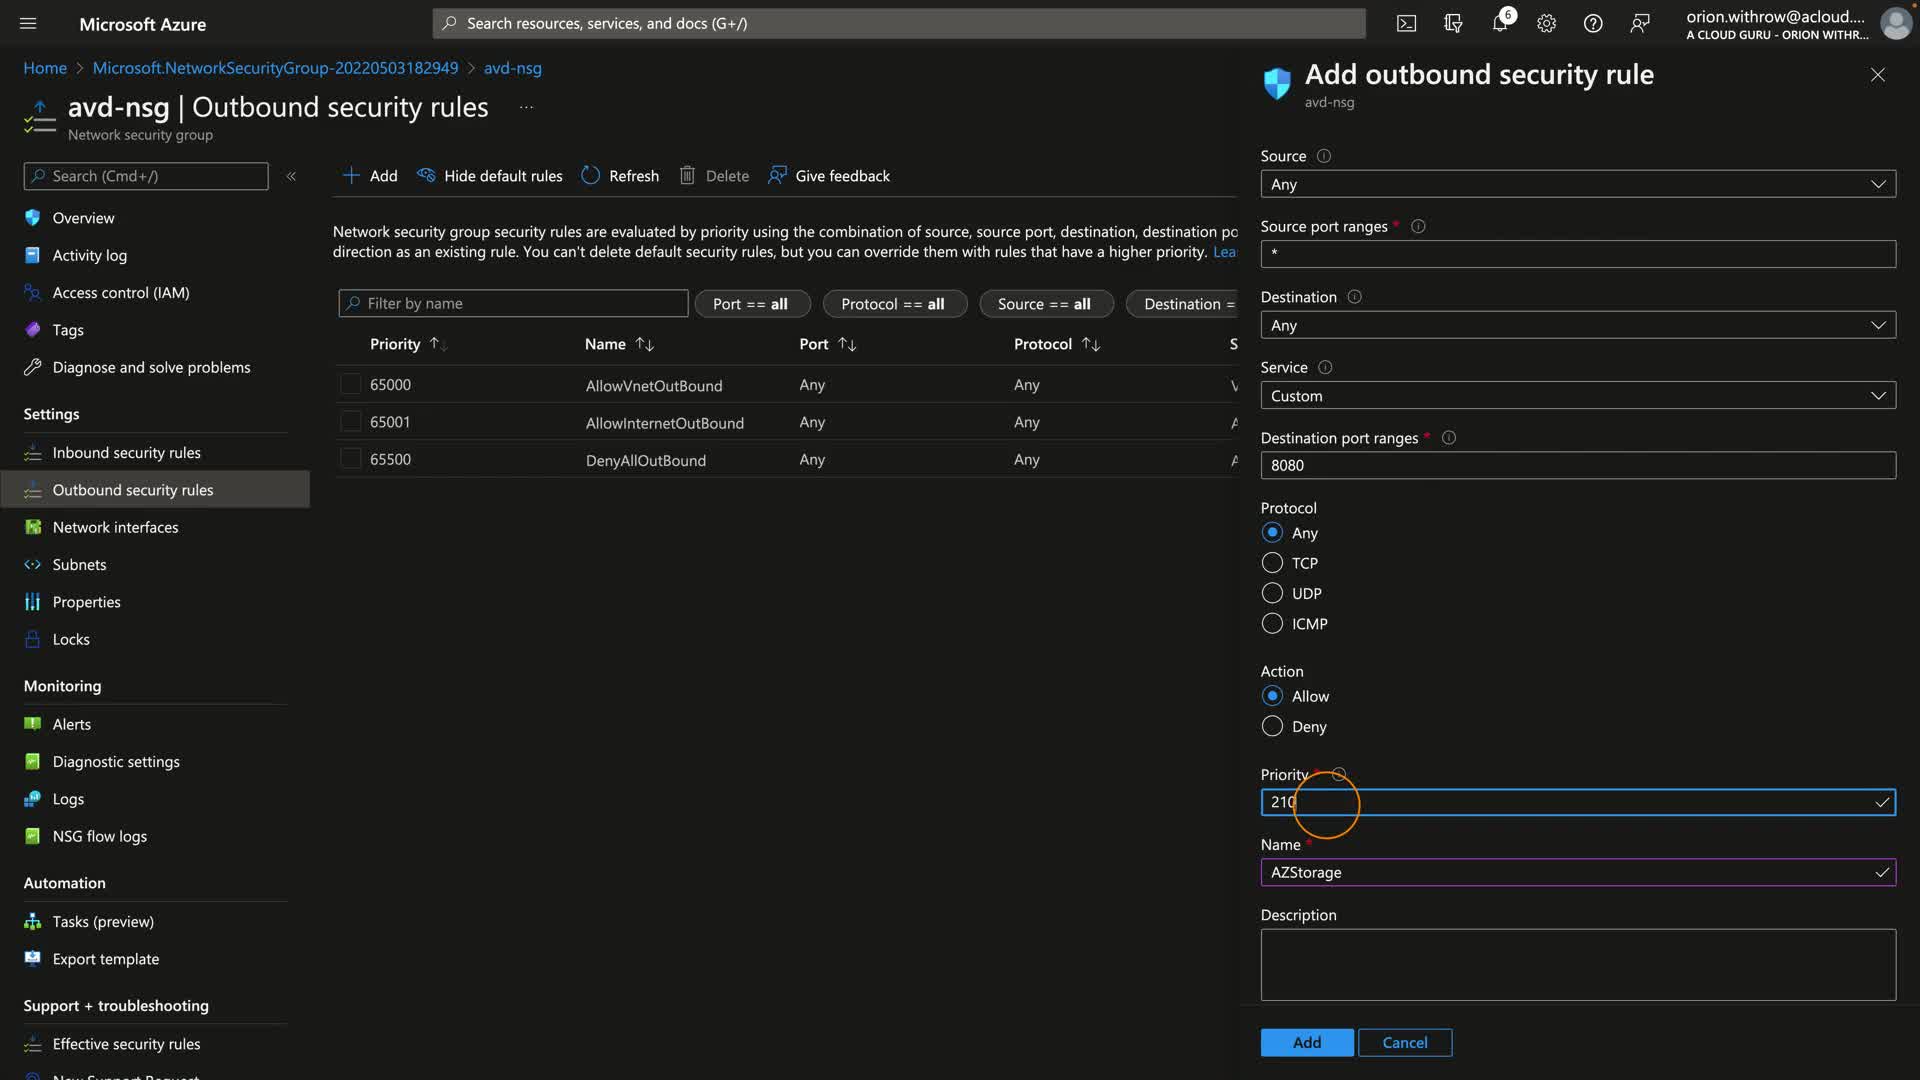 Microsoft Azure
Search resources, services, and docs (G+/)
6
orion.withrow@acloud....
A CLOUD GURU - ORION WITHR...
Home > Microsoft.NetworkSecurityGroup-20220503182949 > avd-nsg
avd-nsg | Outbound security rules ...
Network security group
Search (Cmd+/)
«
Overview
Activity log
Access control (IAM)
Tags
Diagnose and solve problems
Settings
Inbound security rules
Outbound security rules
Network interfaces
Subnets
Properties
Locks
Monitoring
Alerts
Diagnostic settings
Logs
NSG flow logs
Automation
Tasks (preview)
Export template
Support + troubleshooting
Effective security rules
Add Hide default rules Refresh Delete Give feedback
Network security group security rules are evaluated by priority using the combination of source, source port, destination, destination po
direction as an existing rule. You can't delete default security rules, but you can override them with rules that have a higher priority. Lea
Filter by name Port == all Protocol == all Source == all Destination =
Priority Name Port Protocol S
65000 AllowVnetOutBound Any Any V
65001 AllowInternetOutBound Any Any A
65500 DenyAllOutBound Any Any A
Add outbound security rule
avd-nsg
Source
Any
Source port ranges *
*
Destination
Any
Service
Custom
Destination port ranges *
8080
Protocol
Any
TCP
UDP
ICMP
Action
Allow
Deny
Priority *
210
Name *
AZStorage
Description
Add Cancel